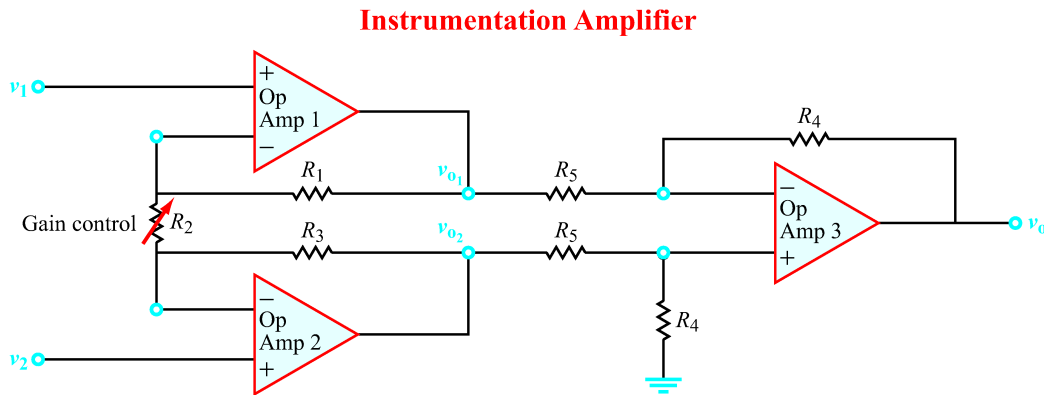 Instrumentation Amplifier
v1
+
Op
Amp 1
−
R1
vo1
R5
R4
Gain control
R2
R3
vo2
R5
−
Op
Amp 3
+
vo
−
Op
Amp 2
+
R4
v2